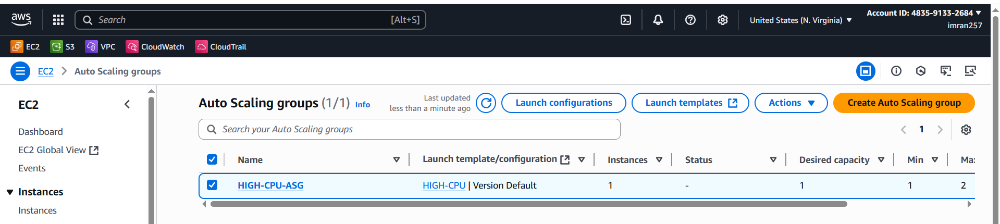 aws
Search [Alt+S]
United States (N. Virginia)
Account ID: 4835-9133-2684
imran257
EC2 S3 VPC CloudWatch CloudTrail
EC2 Auto Scaling groups
EC2
Dashboard
EC2 Global View
Events
Instances
Instances
Auto Scaling groups (1/1) Info
Last updated
less than a minute ago
Launch configurations Launch templates Actions Create Auto Scaling group
Search your Auto Scaling groups
1
Name Launch template/configuration Instances Status Desired capacity Min Max
HIGH-CPU-ASG HIGH-CPU | Version Default 1 - 1 1 2